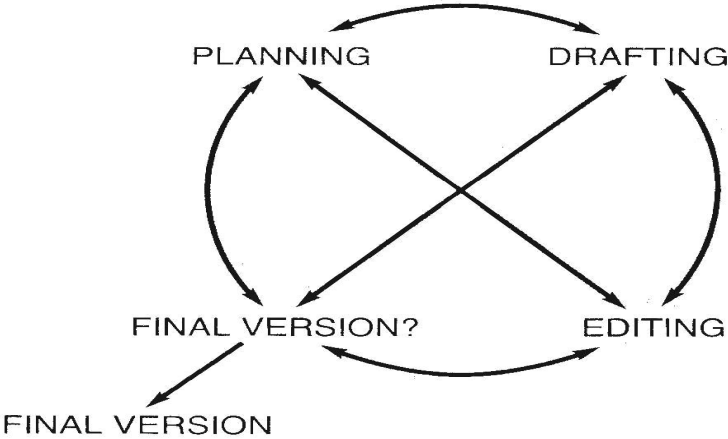 PLANNING DRAFTING
FINAL VERSION? EDITING
FINAL VERSION